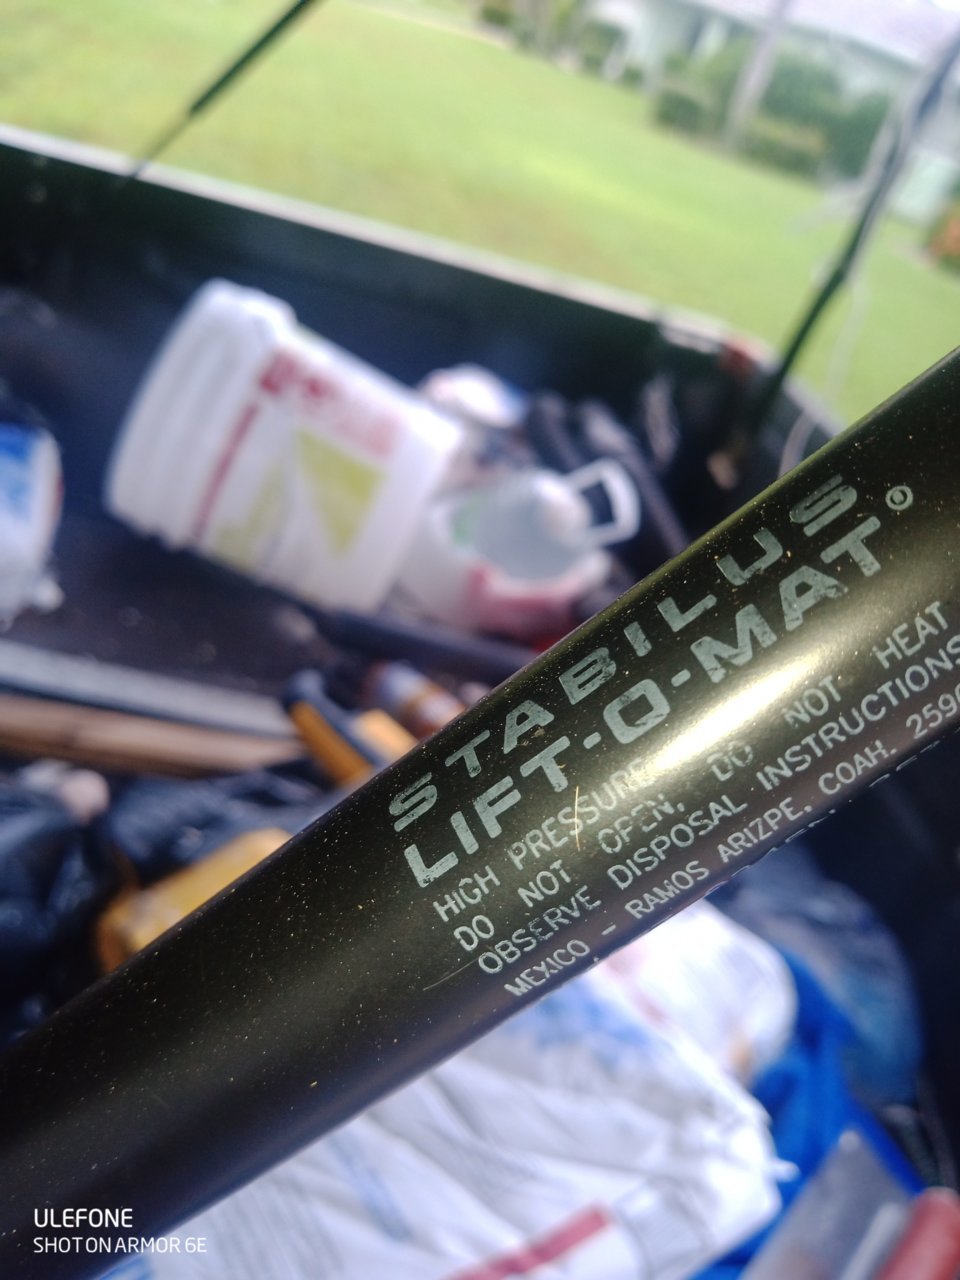 STABILUS
LIFT-O-MAT®
HIGH PRESSURE, DO NOT HEAT
DO NOT OPEN.
OBSERVE DISPOSAL INSTRUCTIONS
MEXICO. - RAMOS ARIZPE, COAH. 2590
ULEFONE
SHOT ON ARMOR 6E